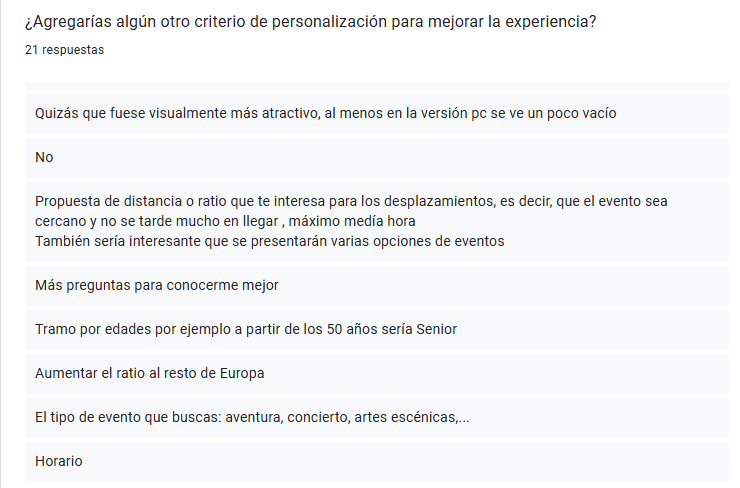 ¿Agregarías algún otro criterio de personalización para mejorar la experiencia?
21 respuestas
Quizás que fuese visualmente más atractivo, al menos en la versión pc se ve un poco vacío
No
Propuesta de distancia o ratio que te interesa para los desplazamientos, es decir, que el evento sea
cercano y no se tarde mucho en llegar , máximo medía hora
También sería interesante que se presentarán varias opciones de eventos
Más preguntas para conocerme mejor
Tramo por edades por ejemplo a partir de los 50 años sería Senior
Aumentar el ratio al resto de Europa
El tipo de evento que buscas: aventura, concierto, artes escénicas,...
Horario